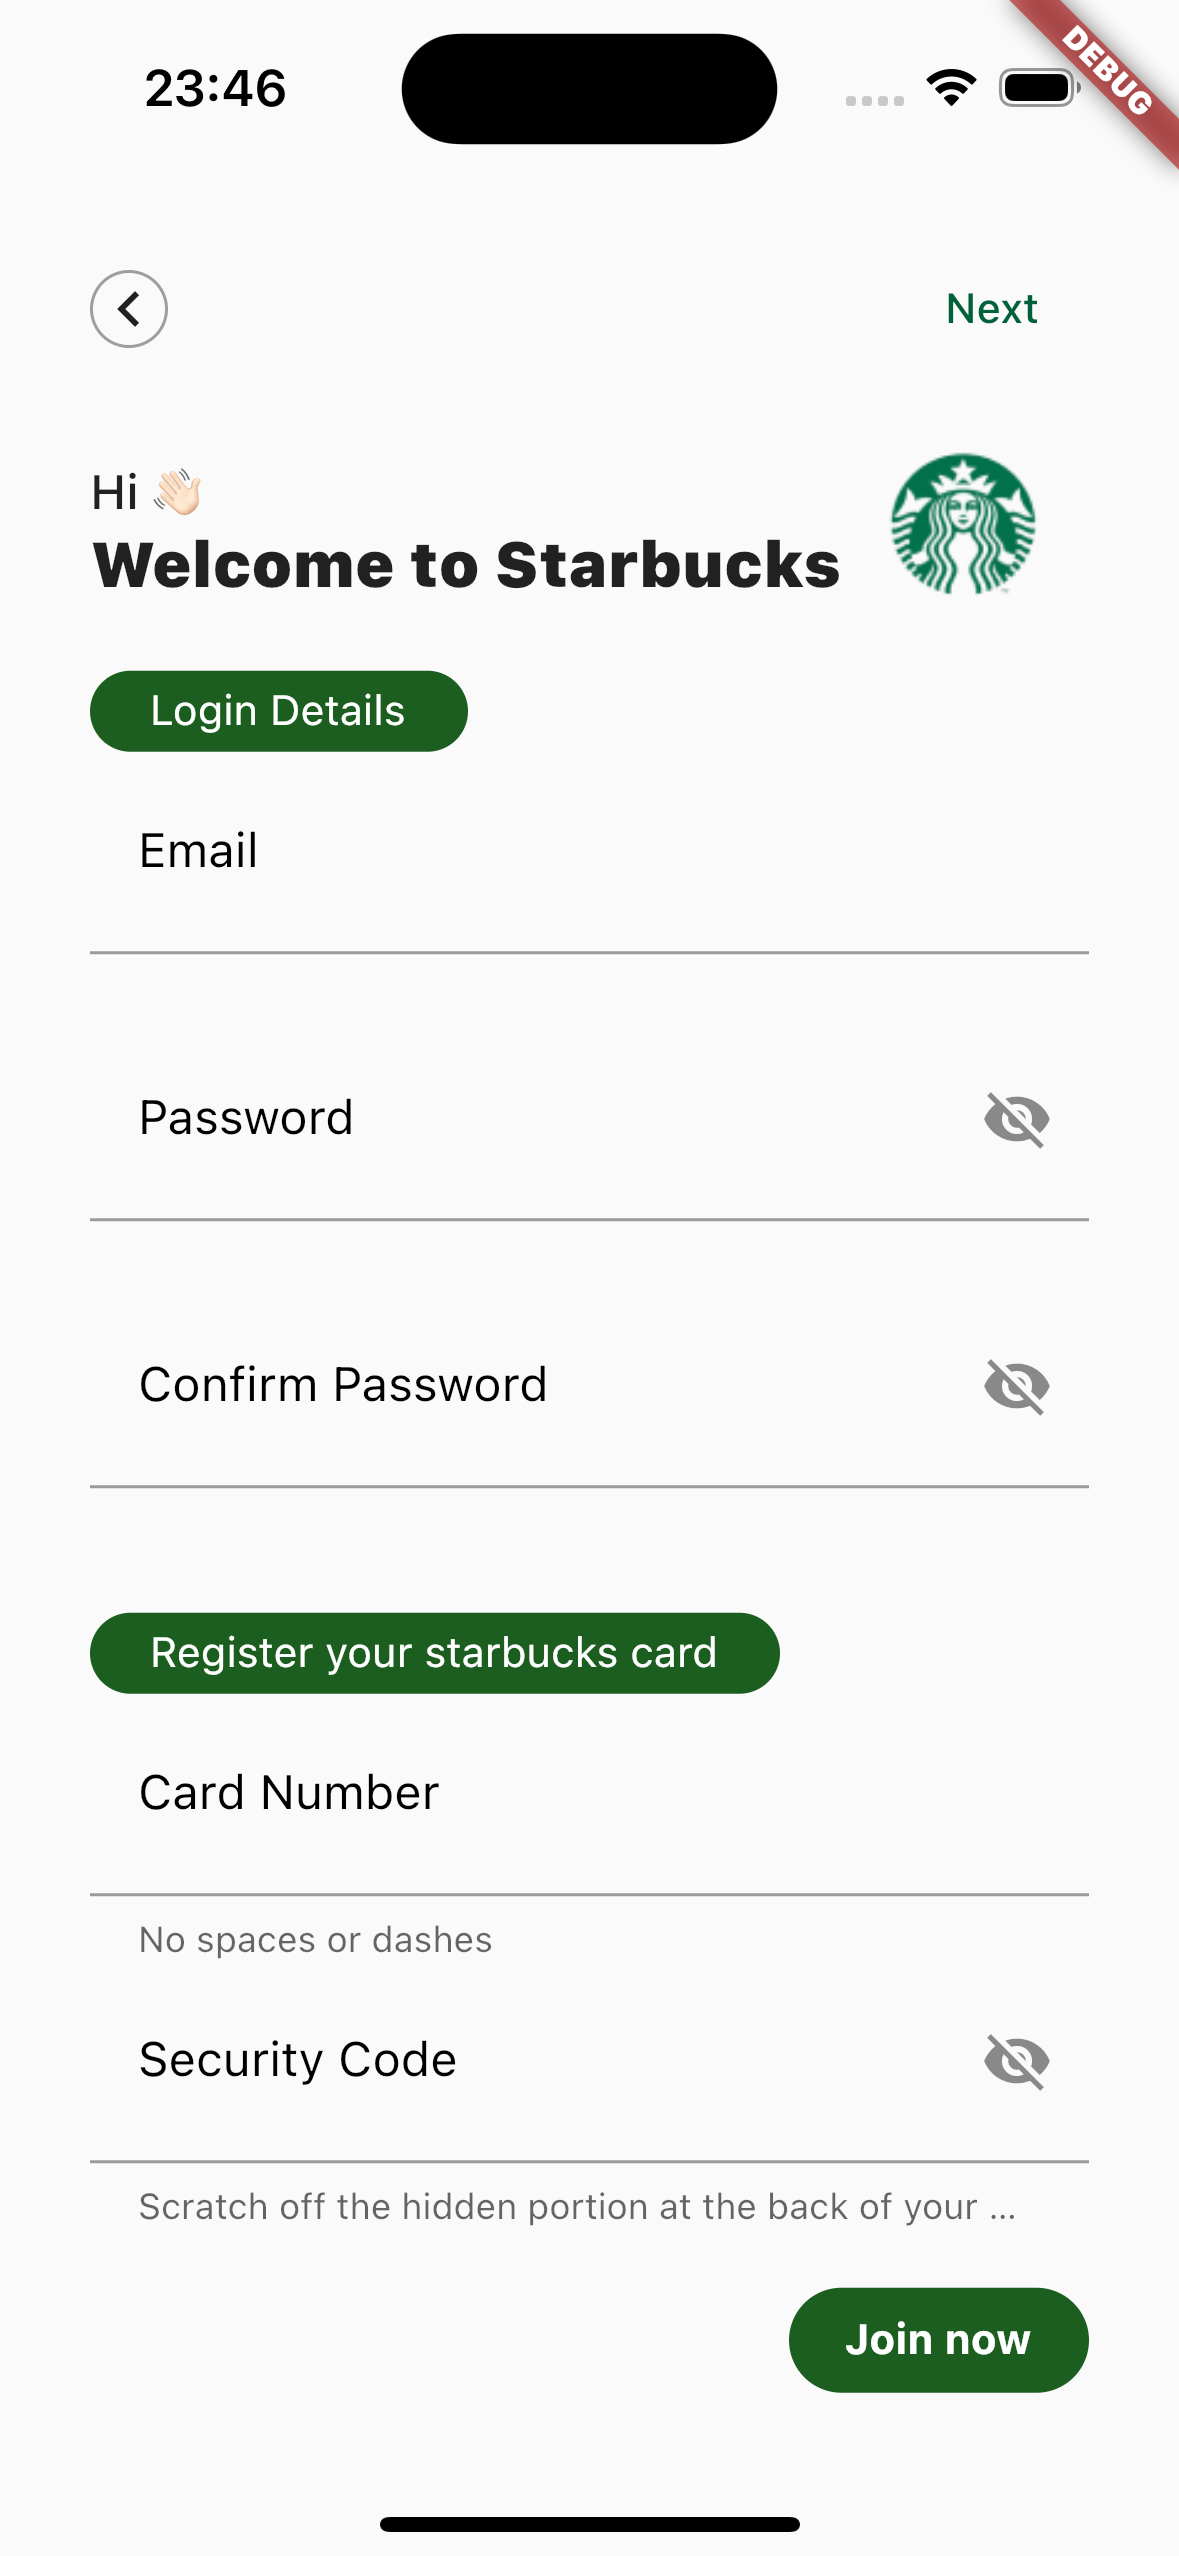 23:46
DEBUG
Next
Hi 👋🏻
Welcome to Starbucks
Login Details
Email
Password
Confirm Password
Register your starbucks card
Card Number
No spaces or dashes
Security Code
Scratch off the hidden portion at the back of your ...
Join now